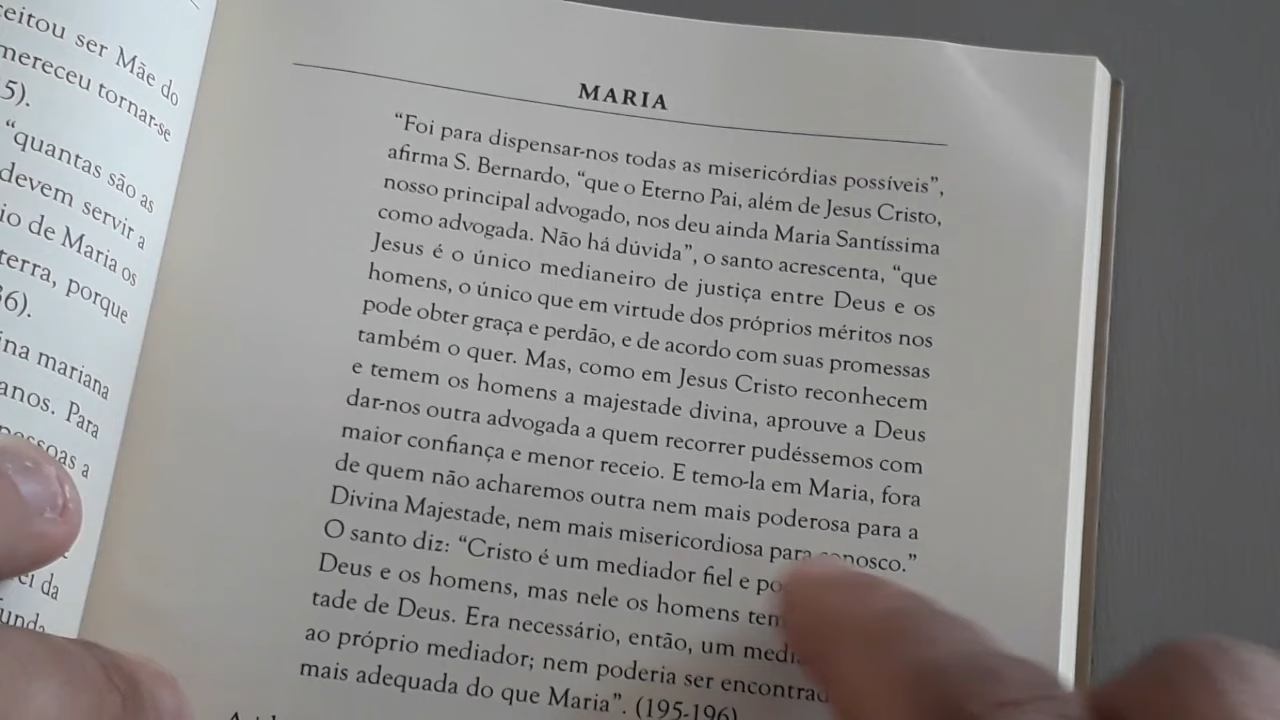 ceitou ser Mãe do
mereceu tornar-se
5).
“quantas são as
devem servir a
io de Maria os
terra, porque
36).
ina mariana
anos. Para
pessoas a
ei da
funda
MARIA
“Foi para dispensar-nos todas as misericórdias possíveis”,
afirma S. Bernardo, “que o Eterno Pai, além de Jesus Cristo,
nosso principal advogado, nos deu ainda Maria Santíssima
como advogada. Não há dúvida”, o santo acrescenta, “que
Jesus é o único medianeiro de justiça entre Deus e os
homens, o único que em virtude dos próprios méritos nos
pode obter graça e perdão, e de acordo com suas promessas
também o quer. Mas, como em Jesus Cristo reconhecem
e temem os homens a majestade divina, aprouve a Deus
dar-nos outra advogada a quem recorrer pudéssemos com
maior confiança e menor receio. E temo-la em Maria, fora
de quem não acharemos outra nem mais poderosa para a
Divina Majestade, nem mais misericordiosa para conosco.”
O santo diz: “Cristo é um mediador fiel e po
Deus e os homens, mas nele os homens tem
tade de Deus. Era necessário, então, um medi
ao próprio mediador; nem poderia ser encontrad
mais adequada do que Maria”. (195-196)